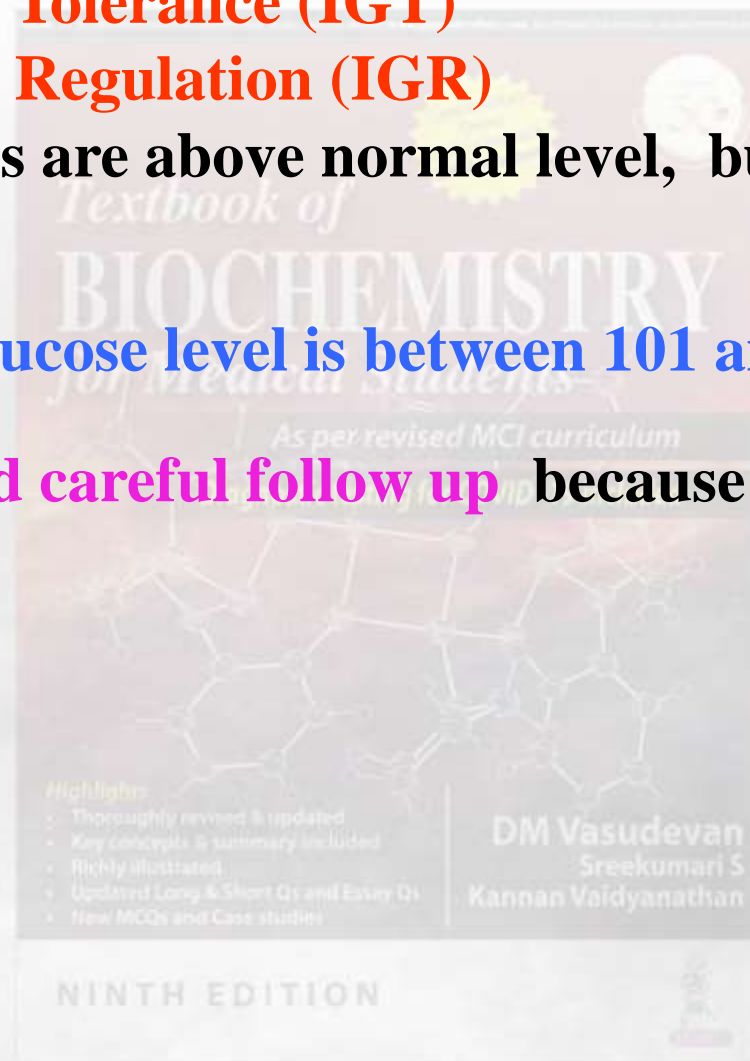 Tolerance (IGT)
Regulation (IGR)
s are above normal level, bu
Textbook of
BIOCHEMISTRY
ucose level is between 101 a
for Medical Students
As per revised MCI curriculum
d careful follow up because
Highlights
• Thoroughly revised & updated
• Key concepts & summary included
• Richly illustrated
• Updated Long & Short Qs and Essay Qs
• New MCQs and Case studies
DM Vasudevan
Sreekumari S
Kannan Vaidyanathan
NINTH EDITION